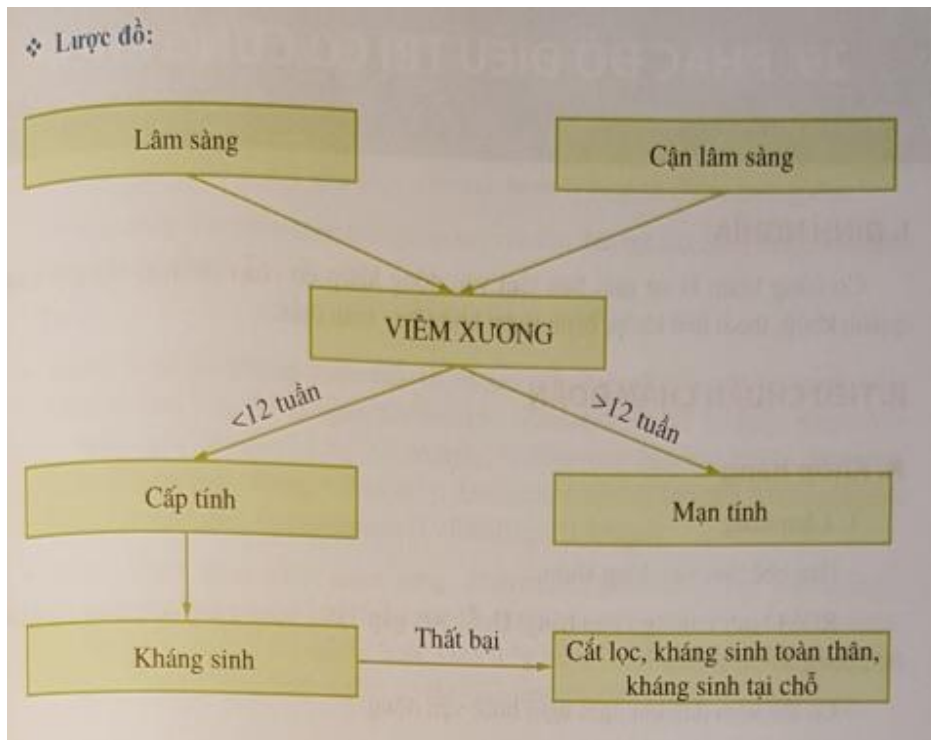 ❖ Lược đồ:
Lâm sàng
Cận lâm sàng
VIÊM XƯƠNG
<12 tuần
>12 tuần
Cấp tính
Mạn tính
Kháng sinh
Thất bại
Cắt lọc, kháng sinh toàn thân,
kháng sinh tại chỗ